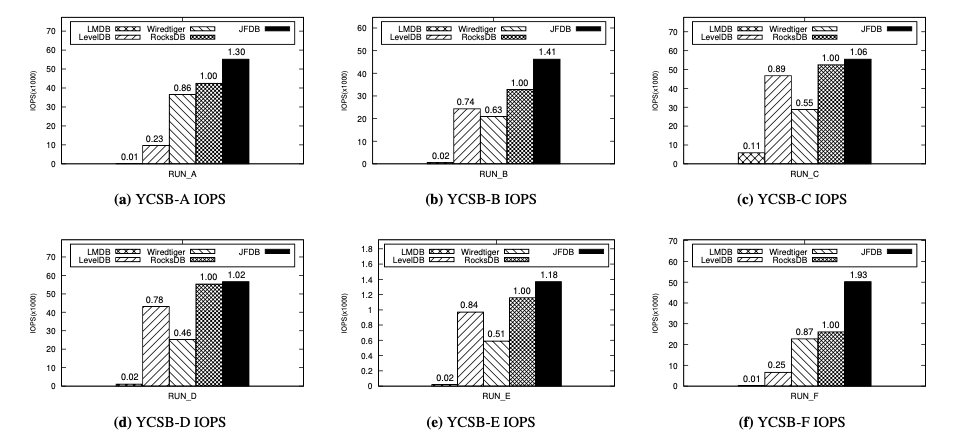 LMDB Wiredtiger JFDB
LevelDB RocksDB
IOPS(x1000)
70
60
50
40
30
20
10
0
0.01
0.23
0.86
1.00
1.30
RUN_A
(a) YCSB-A IOPS
LMDB Wiredtiger JFDB
LevelDB RocksDB
IOPS(x1000)
60
50
40
30
20
10
0
0.02
0.74
0.63
1.00
1.41
RUN_B
(b) YCSB-B IOPS
LMDB Wiredtiger JFDB
LevelDB RocksDB
IOPS(x1000)
70
60
50
40
30
20
10
0
0.11
0.89
0.55
1.00
1.06
RUN_C
(c) YCSB-C IOPS
LMDB Wiredtiger JFDB
LevelDB RocksDB
IOPS(x1000)
70
60
50
40
30
20
10
0
0.02
0.78
0.46
1.00
1.02
RUN_D
(d) YCSB-D IOPS
LMDB Wiredtiger JFDB
LevelDB RocksDB
IOPS(x1000)
1.8
1.6
1.4
1.2
1
0.8
0.6
0.4
0.2
0
0.02
0.84
0.51
1.00
1.18
RUN_E
(e) YCSB-E IOPS
LMDB Wiredtiger JFDB
LevelDB RocksDB
IOPS(x1000)
70
60
50
40
30
20
10
0
0.01
0.25
0.87
1.00
1.93
RUN_F
(f) YCSB-F IOPS